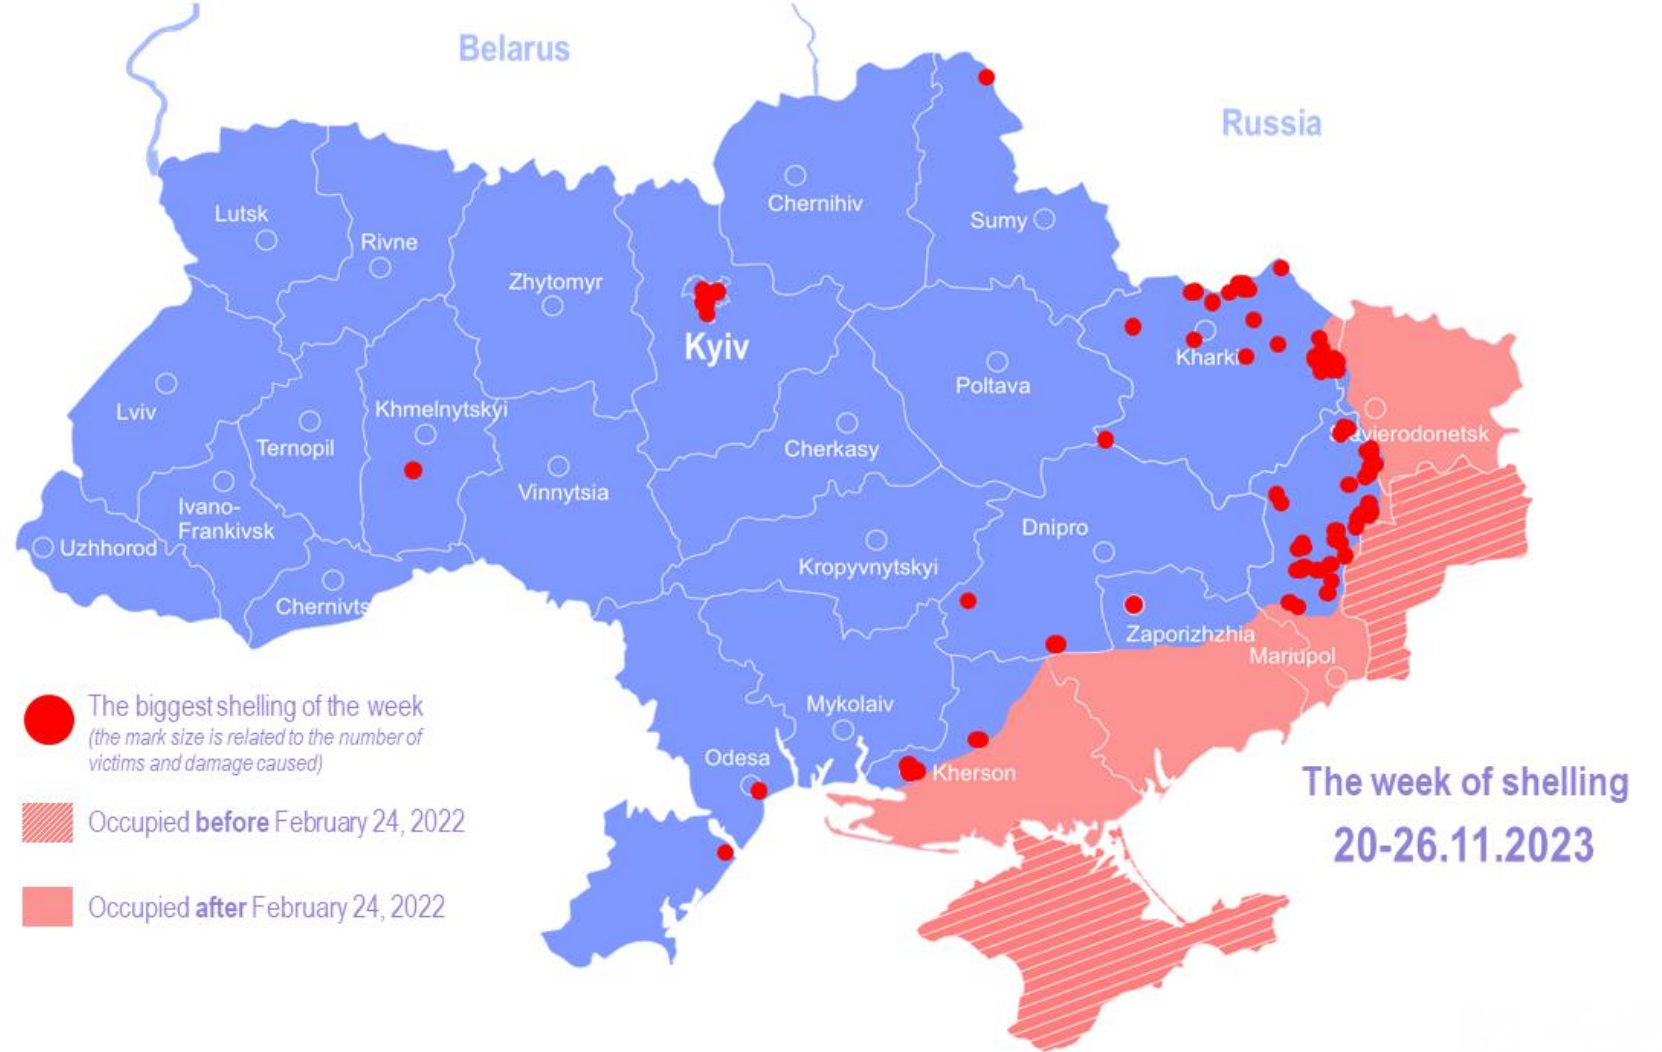 Belarus
Russia
Chernihiv
Lutsk
Sumy
Rivne
Zhytomyr
Kyiv
Kharki
Poltava
Lviv
Khmelnytskyi
Ternopil
Cherkasy
Vinnytsia
Ivano-
Frankivsk
Dnipro
Uzhhorod
Kropyvnytskyi
Chernivts
Zaporizhzhia
Mariupol
Mykolaiv
Odesa
Kherson
The biggest shelling of the week
(the mark size is related to the number of
victims and damage caused)
Occupied before February 24, 2022
Occupied after February 24, 2022
The week of shelling
20-26.11.2023